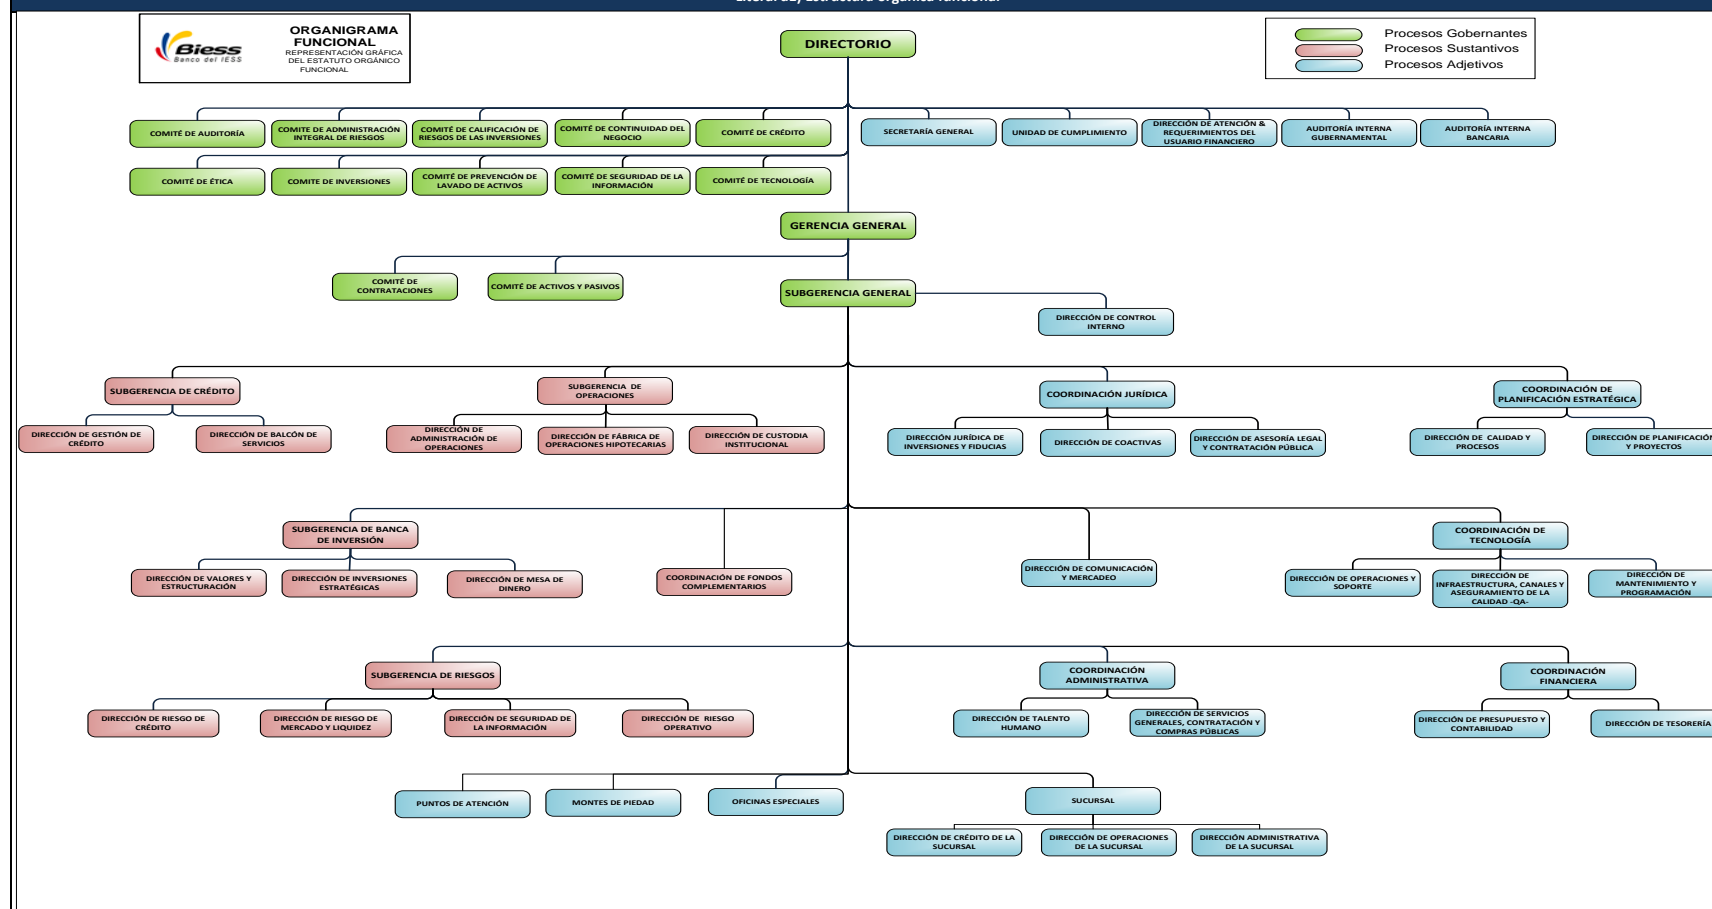 Literal a1) Estructura orgánica funcional
Biess
Banco del IESS
ORGANIGRAMA
FUNCIONAL
REPRESENTACIÓN GRÁFICA
DEL ESTATUTO ORGÁNICO
FUNCIONAL
DIRECTORIO
Procesos Gobernantes
Procesos Sustantivos
Procesos Adjetivos
COMITÉ DE AUDITORÍA
COMITE DE ADMINISTRACIÓN
INTEGRAL DE RIESGOS
COMITÉ DE CALIFICACIÓN DE
RIESGOS DE LAS INVERSIONES
COMITÉ DE CONTINUIDAD DEL
NEGOCIO
COMITÉ DE CRÉDITO
SECRETARÍA GENERAL
UNIDAD DE CUMPLIMIENTO
DIRECCIÓN DE ATENCIÓN &
REQUERIMIENTOS DEL
USUARIO FINANCIERO
AUDITORÍA INTERNA
GUBERNAMENTAL
AUDITORÍA INTERNA
BANCARIA
COMITÉ DE ÉTICA
COMITE DE INVERSIONES
COMITÉ DE PREVENCIÓN DE
LAVADO DE ACTIVOS
COMITÉ DE SEGURIDAD DE LA
INFORMACIÓN
COMITÉ DE TECNOLOGÍA
GERENCIA GENERAL
COMITÉ DE
CONTRATACIONES
COMITÉ DE ACTIVOS Y PASIVOS
SUBGERENCIA GENERAL
DIRECCIÓN DE CONTROL
INTERNO
SUBGERENCIA DE CRÉDITO
SUBGERENCIA DE
OPERACIONES
COORDINACIÓN JURÍDICA
COORDINACIÓN DE
PLANIFICACIÓN ESTRATÉGICA
DIRECCIÓN DE GESTIÓN DE
CRÉDITO
DIRECCIÓN DE BALCÓN DE
SERVICIOS
DIRECCIÓN DE
ADMINISTRACIÓN DE
OPERACIONES
DIRECCIÓN DE FÁBRICA DE
OPERACIONES HIPOTECARIAS
DIRECCIÓN DE CUSTODIA
INSTITUCIONAL
DIRECCIÓN JURÍDICA DE
INVERSIONES Y FIDUCIAS
DIRECCIÓN DE COACTIVAS
DIRECCIÓN DE ASESORÍA LEGAL
Y CONTRATACIÓN PÚBLICA
DIRECCIÓN DE CALIDAD Y
PROCESOS
DIRECCIÓN DE PLANIFICACIÓN
Y PROYECTOS
SUBGERENCIA DE BANCA
DE INVERSIÓN
COORDINACIÓN DE
TECNOLOGÍA
DIRECCIÓN DE VALORES Y
ESTRUCTURACIÓN
DIRECCIÓN DE INVERSIONES
ESTRATÉGICAS
DIRECCIÓN DE MESA DE
DINERO
COORDINACIÓN DE FONDOS
COMPLEMENTARIOS
DIRECCIÓN DE COMUNICACIÓN
Y MERCADEO
DIRECCIÓN DE OPERACIONES Y
SOPORTE
DIRECCIÓN DE
INFRAESTRUCTURA, CANALES Y
ASEGURAMIENTO DE LA
CALIDAD -QA-
DIRECCIÓN DE
MANTENIMIENTO Y
PROGRAMACIÓN
SUBGERENCIA DE RIESGOS
COORDINACIÓN
ADMINISTRATIVA
COORDINACIÓN
FINANCIERA
DIRECCIÓN DE RIESGO DE
CRÉDITO
DIRECCIÓN DE RIESGO DE
MERCADO Y LIQUIDEZ
DIRECCIÓN DE SEGURIDAD DE
LA INFORMACIÓN
DIRECCIÓN DE RIESGO
OPERATIVO
DIRECCIÓN DE TALENTO
HUMANO
DIRECCIÓN DE SERVICIOS
GENERALES, CONTRATACIÓN Y
COMPRAS PÚBLICAS
DIRECCIÓN DE PRESUPUESTO Y
CONTABILIDAD
DIRECCIÓN DE TESORERÍA
PUNTOS DE ATENCIÓN
MONTES DE PIEDAD
OFICINAS ESPECIALES
SUCURSAL
DIRECCIÓN DE CRÉDITO DE LA
SUCURSAL
DIRECCIÓN DE OPERACIONES
DE LA SUCURSAL
DIRECCIÓN ADMINISTRATIVA
DE LA SUCURSAL